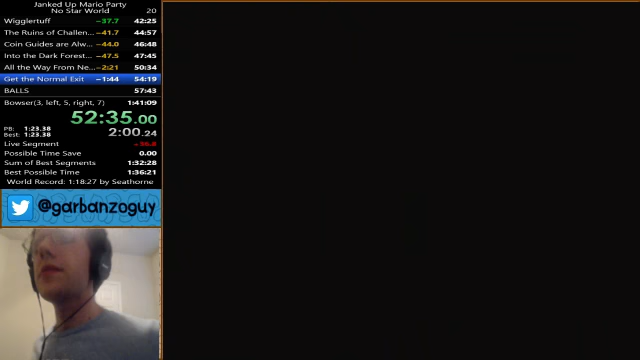 Janked Up Mario Party
No Star World 20
Wigglertuff -37.7 42:25
The Ruins of Challen... -41.7 44:57
Coin Guides are Alw... -44.0 46:48
Into the Dark Forest... -47.5 47:45
All the Way From Ne... -2:21 50:34
Get the Normal Exit -1:44 54:19
BALLS 57:43
Bowser(3, left, 5, right, 7) 1:41:09
52:35.00
PB: 1:23.38
Best: 1:23.38
2:00.24
Live Segment
Possible Time Save 0.00
Sum of Best Segments 1:32:28
Best Possible Time 1:36:21
World Record: 1:18:27 by Seathorne
@garbanzoguy